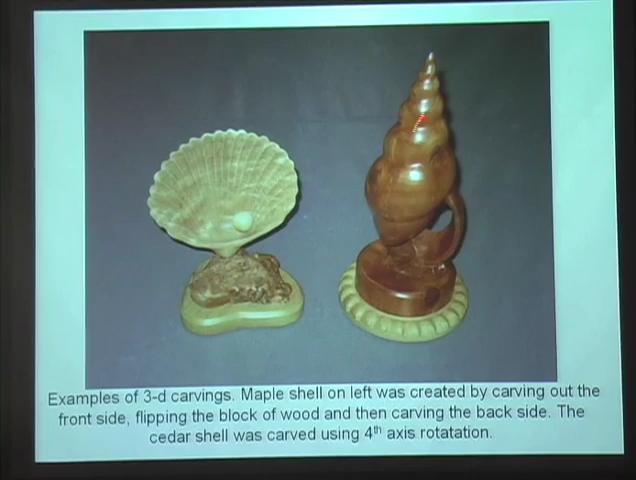 Examples of 3-d carvings. Maple shell on left was created by carving out the
front side, flipping the block of wood and then carving the back side. The
cedar shell was carved using 4th axis rotatation.